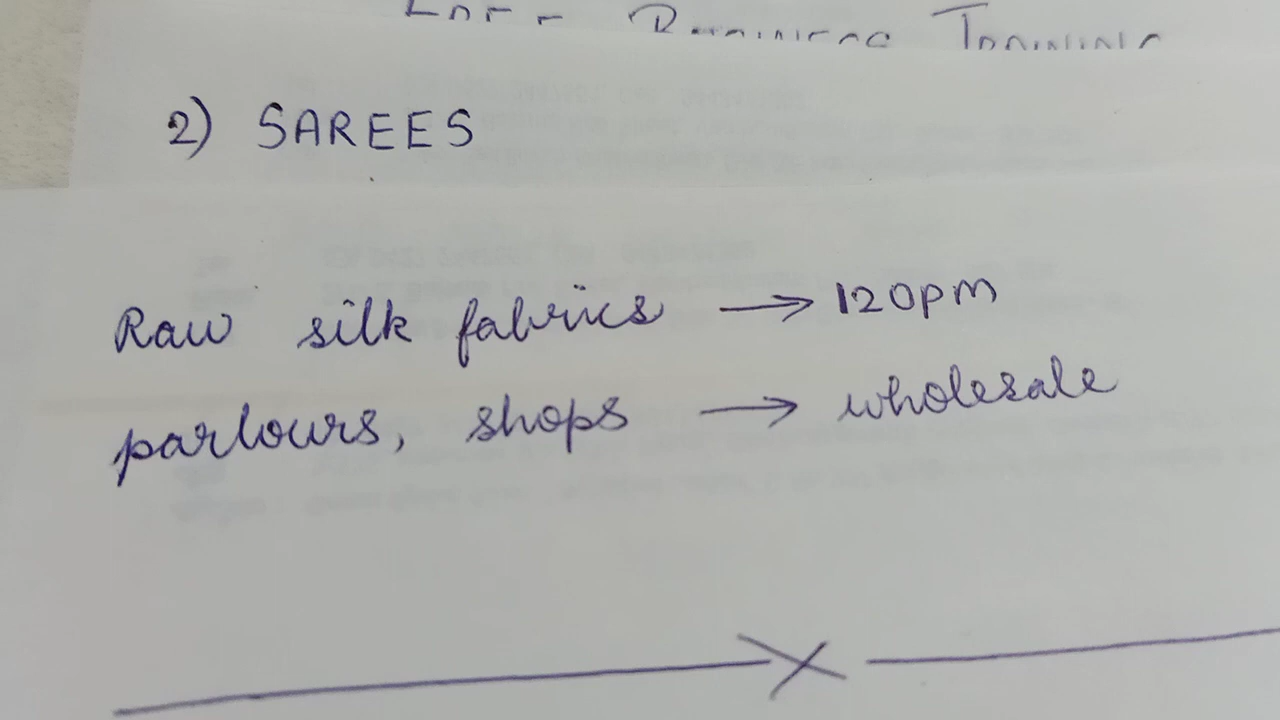 2) SAREES
Raw silk fabrics → 120pm
parlours, shops → wholesale